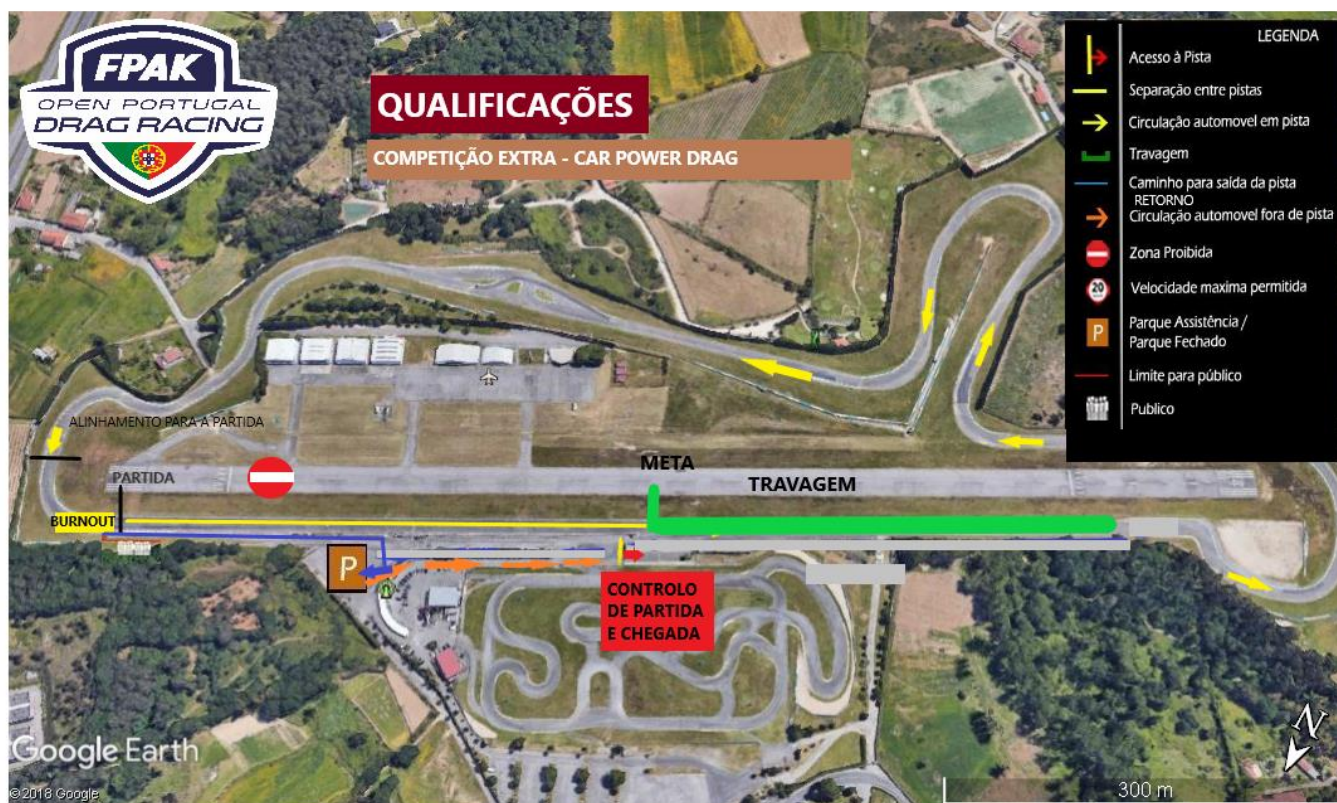 FPAK
OPEN PORTUGAL
DRAG RACING
QUALIFICAÇÕES
COMPETIÇÃO EXTRA - CAR POWER DRAG
LEGENDA
Acesso à Pista
Separação entre pistas
Circulação automovel em pista
Travagem
Caminho para saída da pista
RETORNO
Circulação automovel fora de pista
Zona Proibida
20
Velocidade maxima permitida
P
Parque Assistência /
Parque Fechado
Limite para público
Publico
ALINHAMENTO PARA A PARTIDA
PARTIDA
META
TRAVAGEM
BURNOUT
P
CONTROLO
DE PARTIDA
E CHEGADA
Google Earth
© 2018 Google
N
300 m